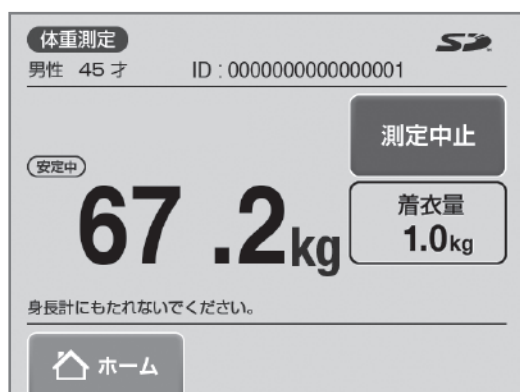 体重測定
SD
男性 45才 ID : 0000000000000001
測定中止
安定中
67.2kg
着衣量
1.0kg
身長計にもたれないでください。
ホーム